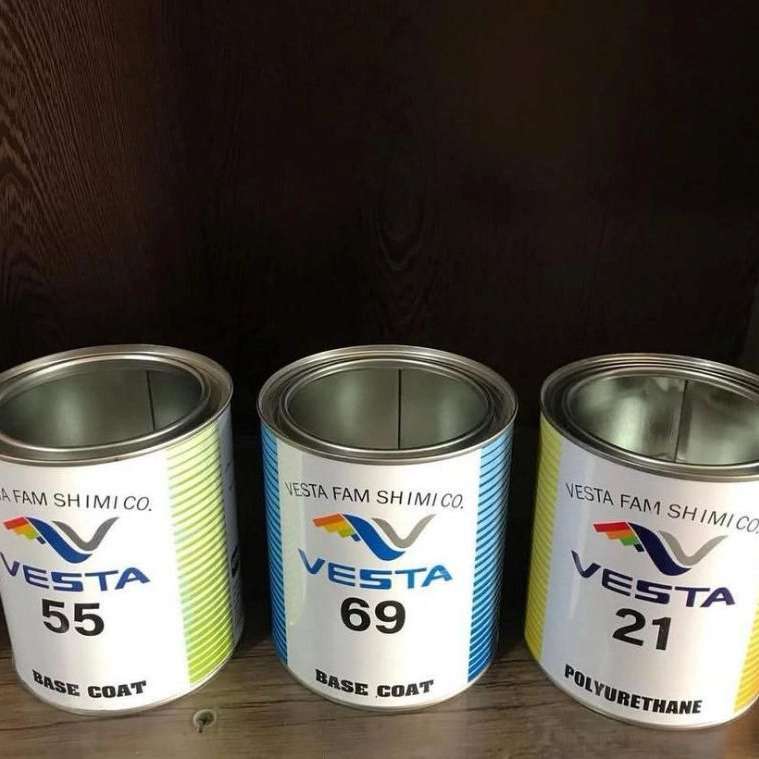 A FAM SHIMI CO.
VESTA
55
BASE COAT
VESTA FAM SHIMI CO.
VESTA
69
BASE COAT
VESTA FAM SHIMI CO.
VESTA
21
POLYURETHANE